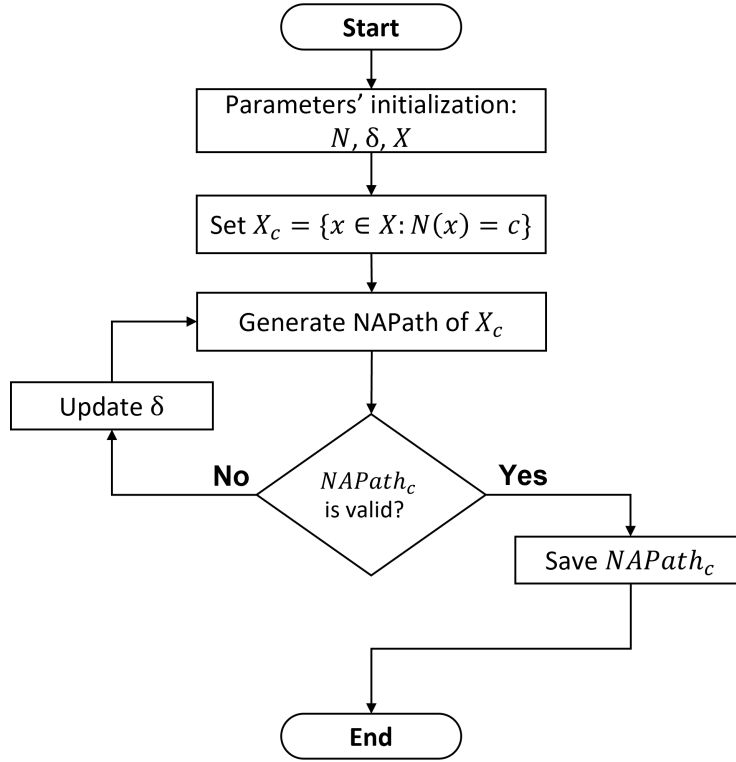 Start
Parameters’ initialization:
N, δ, X
Set X_c = {x ∈ X: N(x) = c}
Generate NAPath of X_c
Update δ
No
NAPath_c
is valid?
Yes
Save NAPath_c
End